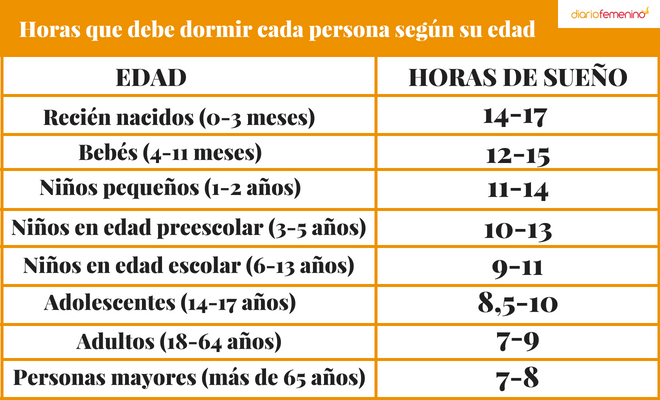 Horas que debe dormir cada persona según su edad
diariofemenino
EDAD HORAS DE SUEÑO
Recién nacidos (0-3 meses) 14-17
Bebés (4-11 meses) 12-15
Niños pequeños (1-2 años) 11-14
Niños en edad preescolar (3-5 años) 10-13
Niños en edad escolar (6-13 años) 9-11
Adolescentes (14-17 años) 8,5-10
Adultos (18-64 años) 7-9
Personas mayores (más de 65 años) 7-8